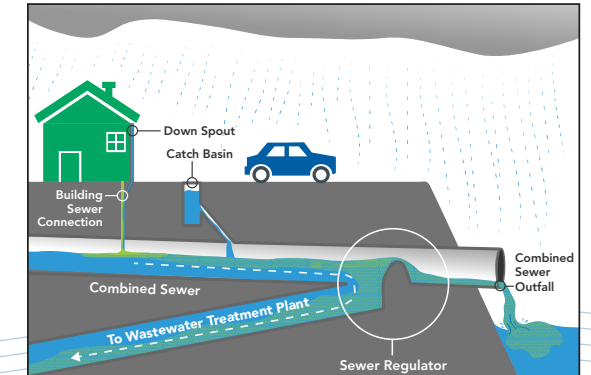 Down Spout
Catch Basin
Building
Sewer
Connection
Combined
Sewer
Outfall
Combined Sewer
To Wastewater Treatment Plant
Sewer Regulator